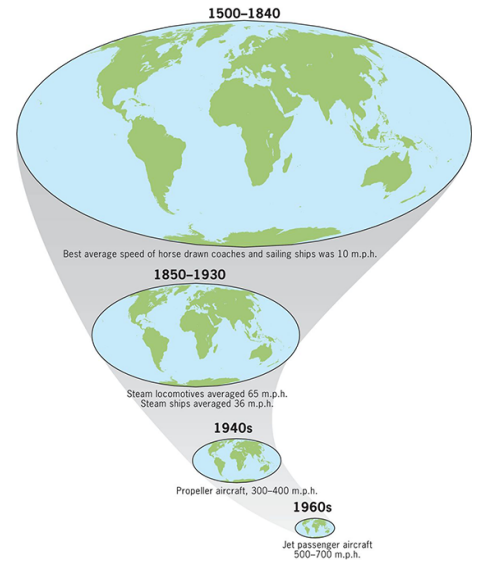 1500–1840
Best average speed of horse drawn coaches and sailing ships was 10 m.p.h.
1850–1930
Steam locomotives averaged 65 m.p.h.
Steam ships averaged 36 m.p.h.
1940s
Propeller aircraft, 300–400 m.p.h.
1960s
Jet passenger aircraft
500–700 m.p.h.